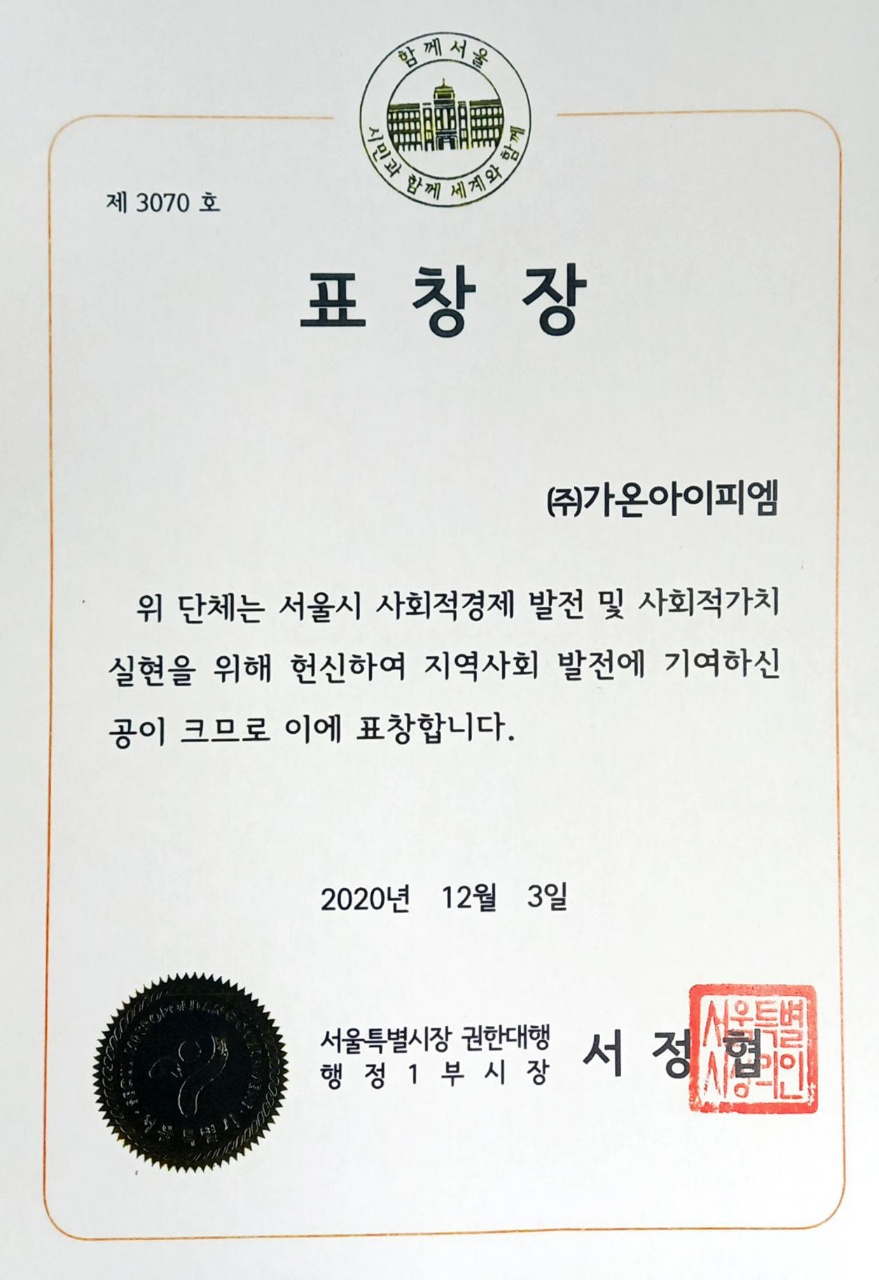 함께서울
시민과 함께 세계와 함께
제 3070 호
표 창 장
㈜가온아이피엠
위 단체는 서울시 사회적경제 발전 및 사회적가치
실현을 위해 헌신하여 지역사회 발전에 기여하신
공이 크므로 이에 표창합니다.
2020년 12월 3일
서울특별시장 권한대행
행 정 1 부 시 장
서 정 협
서울특별
시장의인